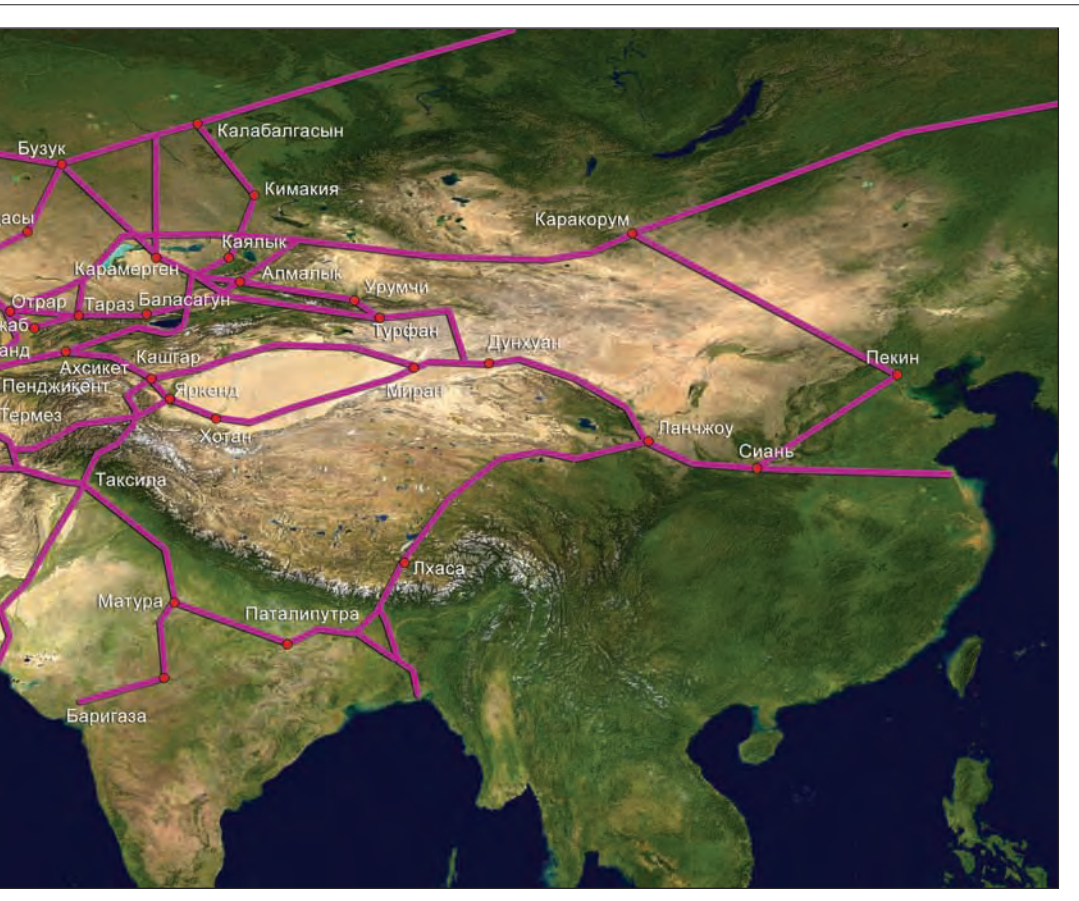 Калабалгасын
Бузук
Кимакия
Каракорум
асы
Каялык
Карамерген
Алмалык
Урумчи
Отрар
Тараз
Баласагун
жаб
Турфан
Дунхуан
анд
Кашгар
Пекин
Ахсикет
Пенджикент
Яркенд
Миран
Термез
Хотан
Ланчжоу
Сиань
Таксила
Лхаса
Матура
Паталипутра
Баригаза